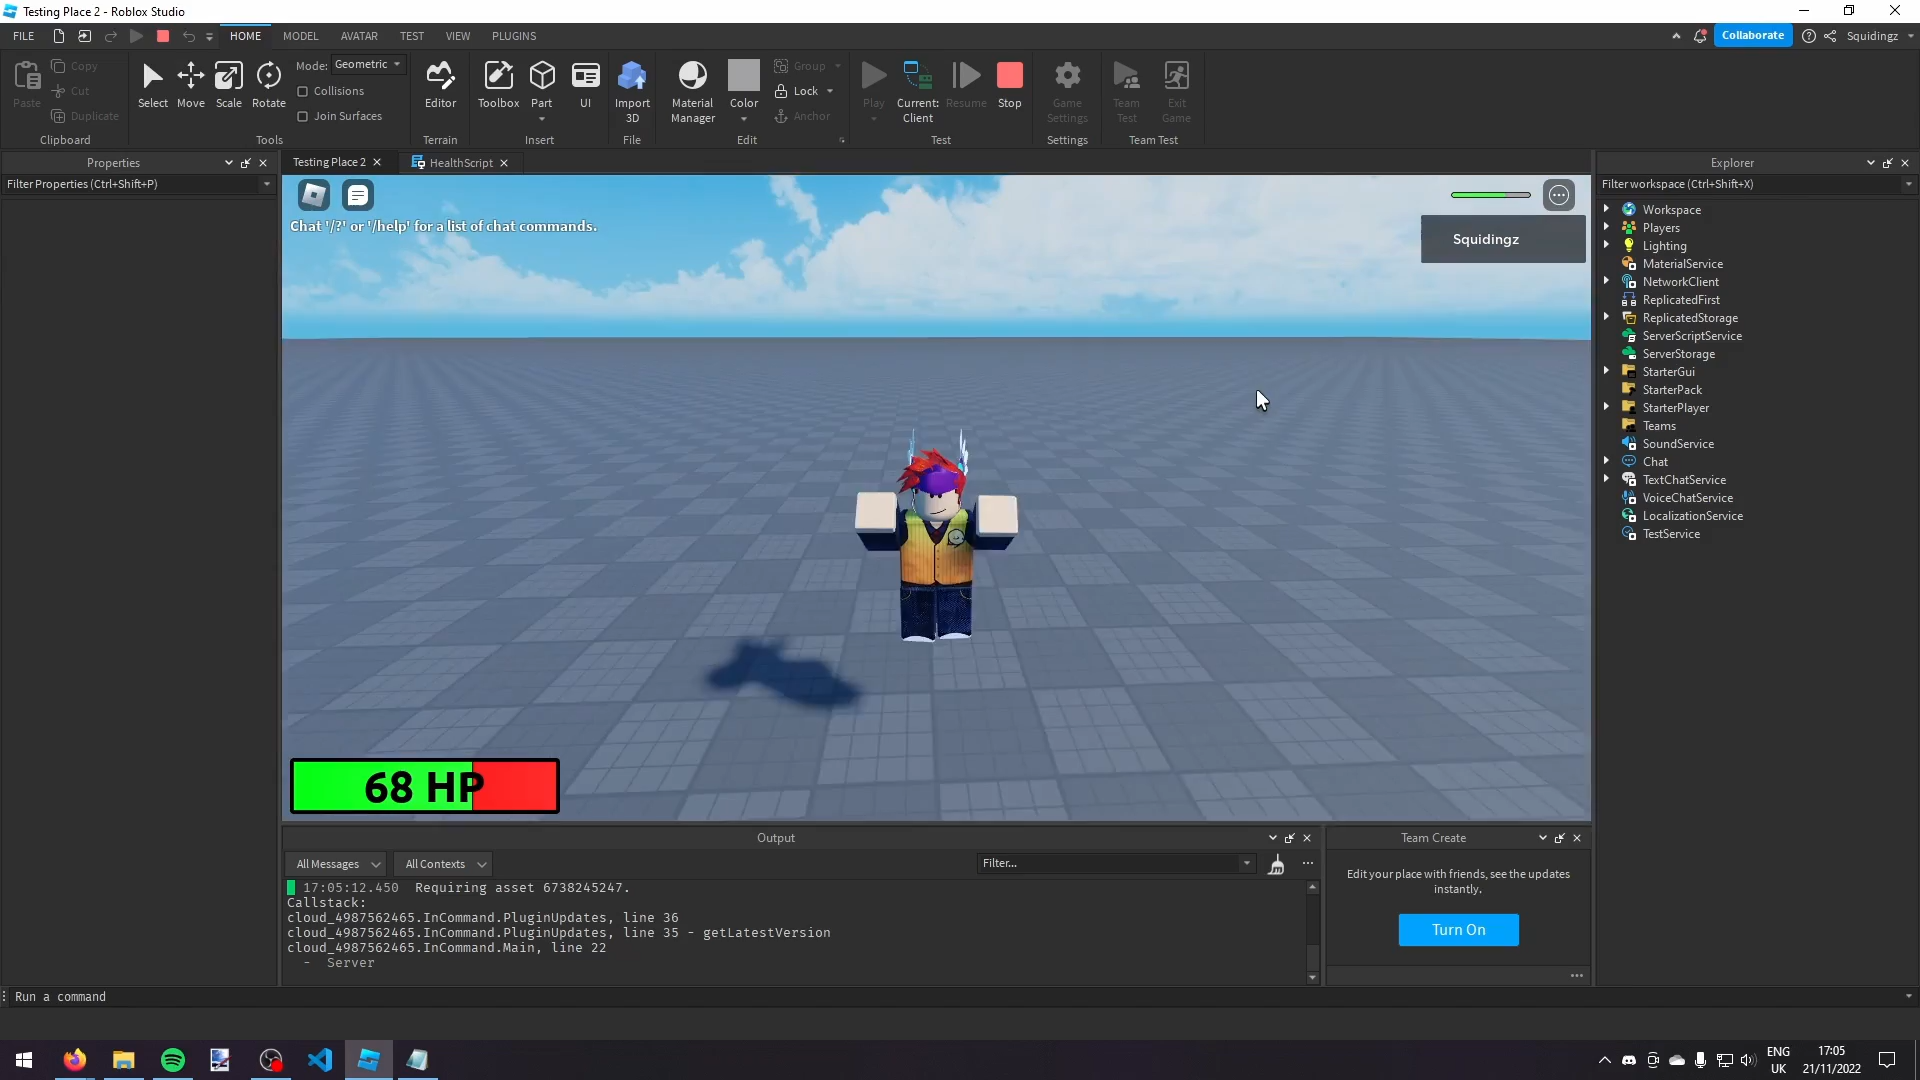 Testing Place 2 - Roblox Studio
FILE
HOME
MODEL
AVATAR
TEST
VIEW
PLUGINS
Collaborate
Squidingz
Paste
Copy
Cut
Duplicate
Clipboard
Select
Move
Scale
Rotate
Mode: Geometric
Collisions
Join Surfaces
Tools
Editor
Terrain
Toolbox
Part
UI
Insert
Import
3D
File
Material
Manager
Color
Group
Lock
Anchor
Edit
Play
Current:
Client
Resume
Stop
Test
Game
Settings
Settings
Team
Test
Exit
Game
Team Test
Properties
Filter Properties (Ctrl+Shift+P)
Testing Place 2
HealthScript
Chat '/?' or '/help' for a list of chat commands.
Squidingz
68 HP
Explorer
Filter workspace (Ctrl+Shift+X)
Workspace
Players
Lighting
MaterialService
NetworkClient
ReplicatedFirst
ReplicatedStorage
ServerScriptService
ServerStorage
StarterGui
StarterPack
StarterPlayer
Teams
SoundService
Chat
TextChatService
VoiceChatService
LocalizationService
TestService
Output
All Messages
All Contexts
Filter...
17:05:12.450 Requiring asset 6738245247.
Callstack:
cloud_4987562465.InCommand.PluginUpdates, line 36
cloud_4987562465.InCommand.PluginUpdates, line 35 - getLatestVersion
cloud_4987562465.InCommand.Main, line 22
- Server
Team Create
Edit your place with friends, see the updates
instantly.
Turn On
Run a command
ENG
UK
17:05
21/11/2022